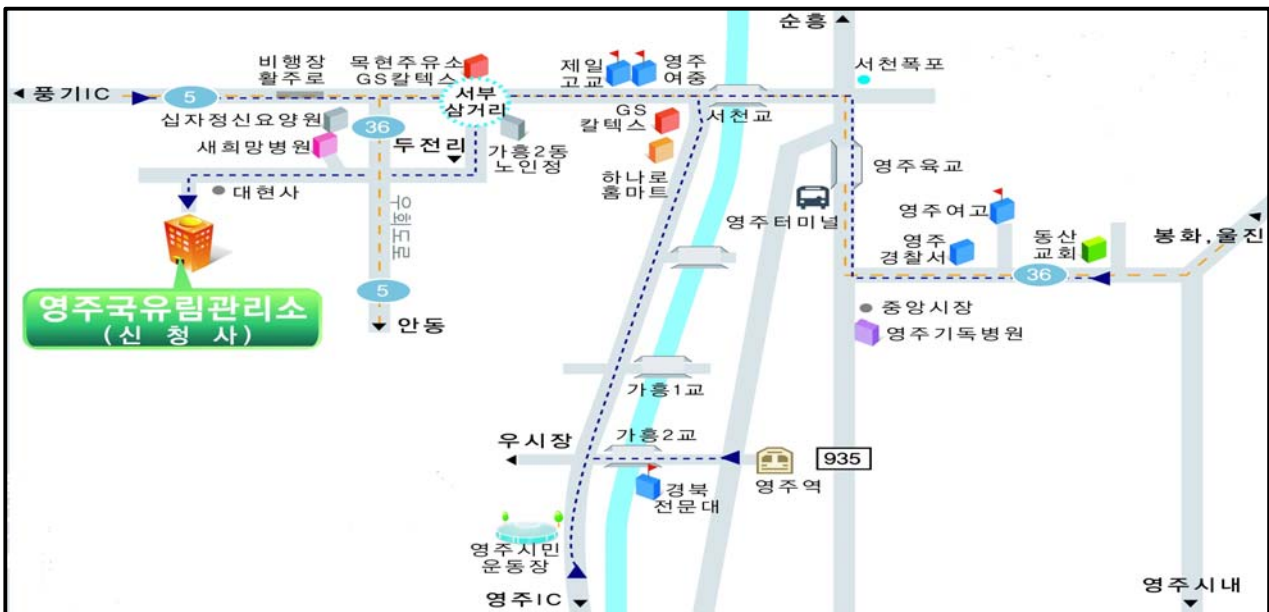 순흥
비행장
활주로
목현주유소
GS칼텍스
제일
고교
영주
여중
서천폭포
풍기IC
5
서부
삼거리
GS
칼텍스
서천교
십자정신요양원
36
새희망병원
두전리
가흥2동
노인정
하나로
홈마트
영주육교
대현사
우회도로
영주터미널
영주여고
영주
경찰서
동산
교회
봉화,울진
36
5
안동
영주국유림관리소
(신 청 사)
중앙시장
영주기독병원
가흥1교
우시장
가흥2교
935
영주역
경북
전문대
영주시민
운동장
영주IC
영주시내